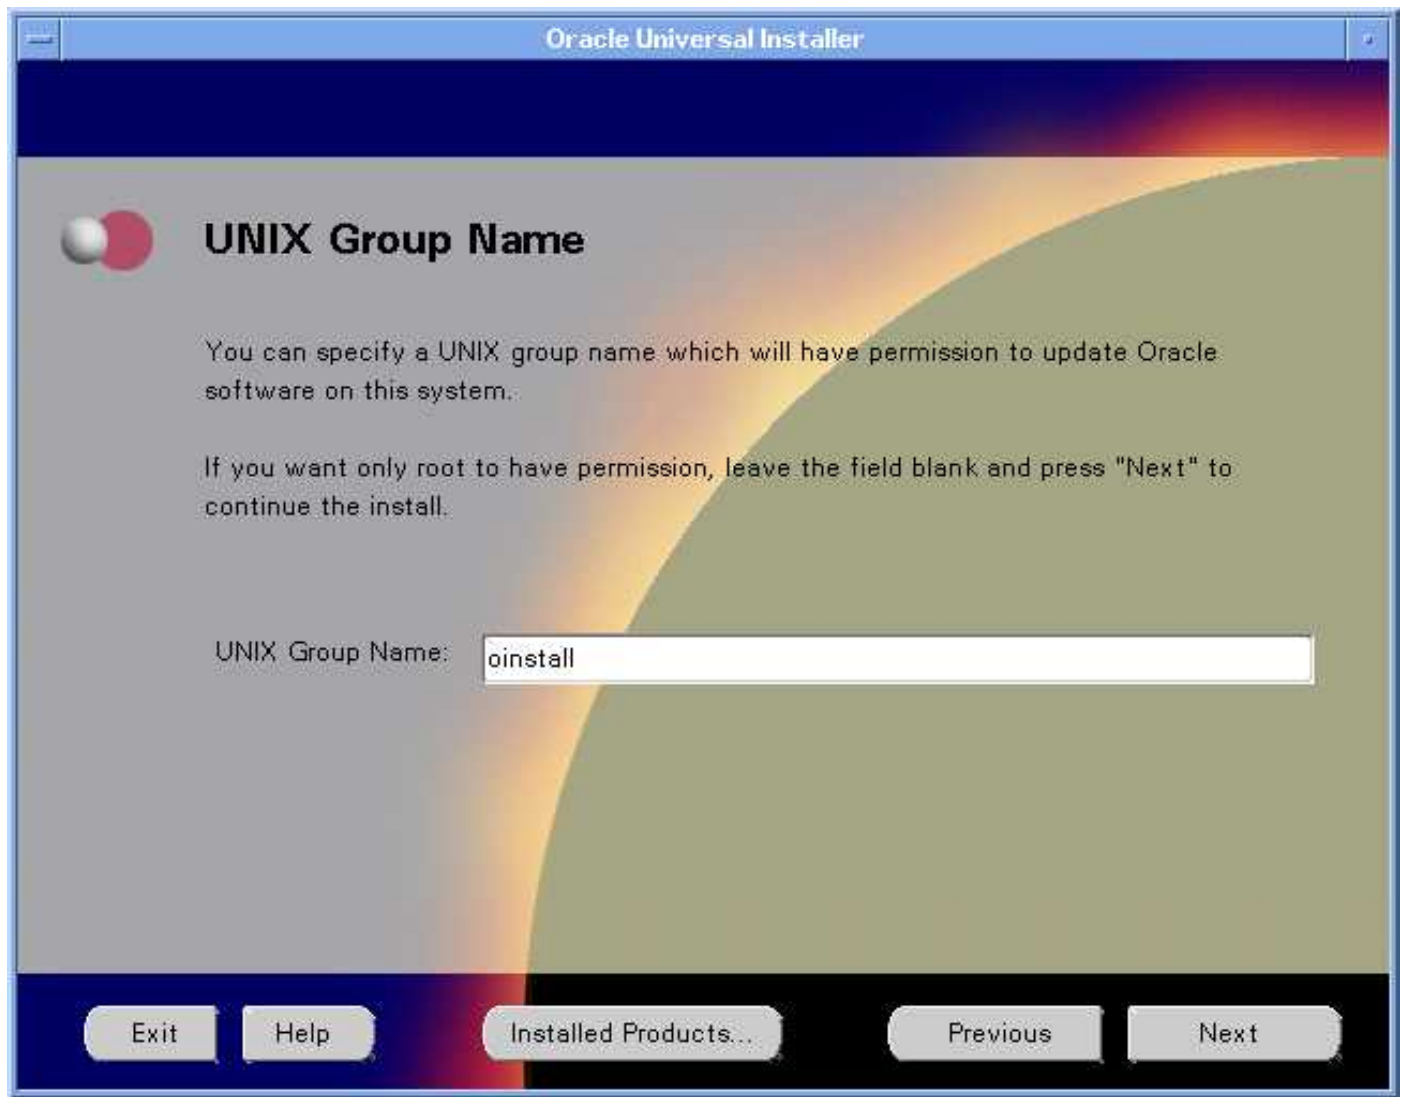 Oracle Universal Installer
UNIX Group Name
You can specify a UNIX group name which will have permission to update Oracle
software on this system.
If you want only root to have permission, leave the field blank and press "Next" to
continue the install.
UNIX Group Name: oinstall
Exit Help Installed Products... Previous Next